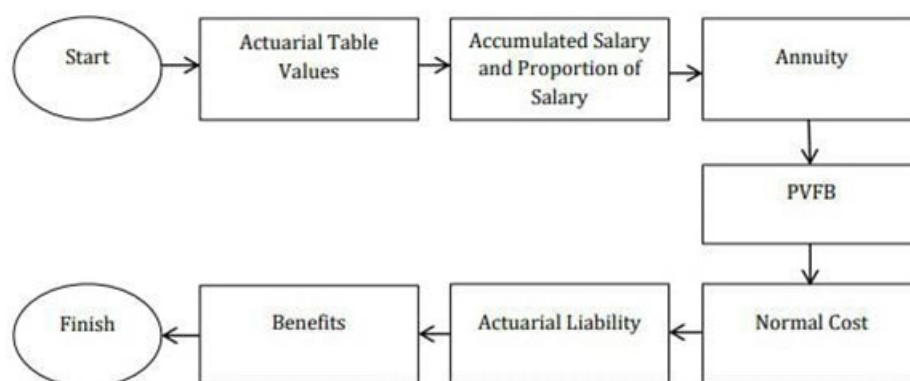 Start
Actuarial Table
Values
Accumulated Salary
and Proportion of
Salary
Annuity
PVFB
Normal Cost
Actuarial Liability
Benefits
Finish